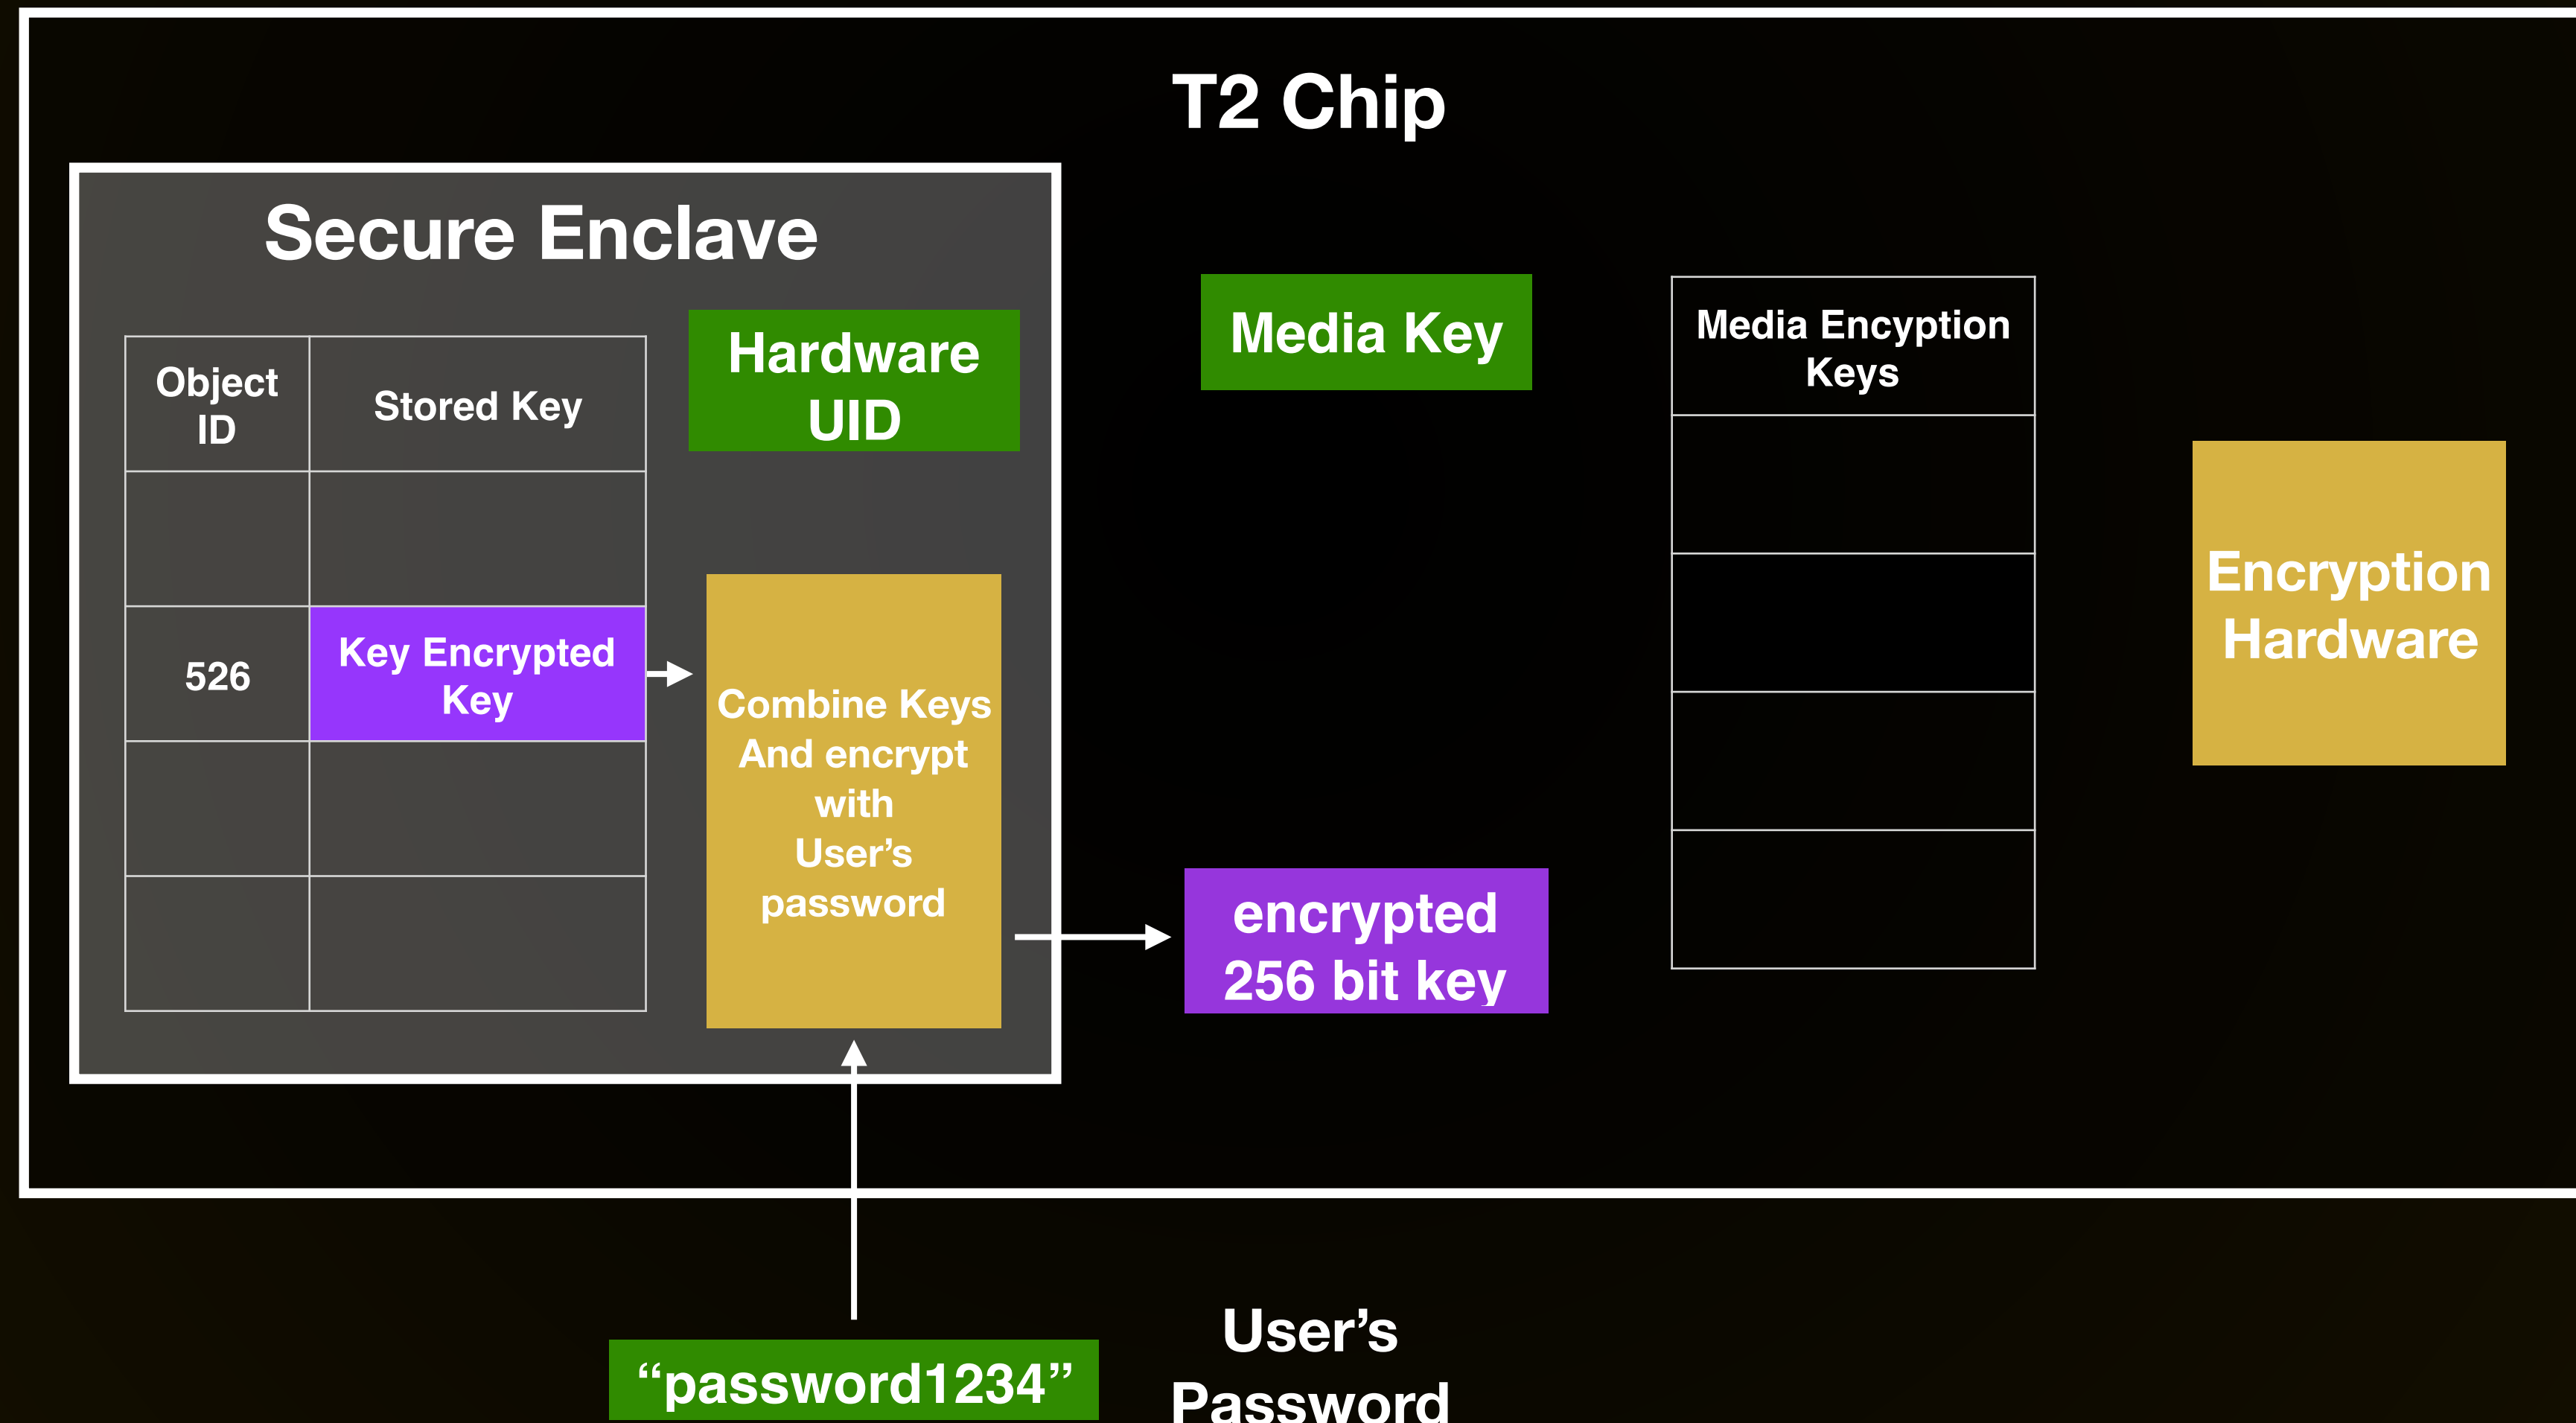 T2 Chip
Secure Enclave
Object
ID
Stored Key
526
Key Encrypted
Key
Hardware
UID
Combine Keys
And encrypt
with
User’s
password
Media Key
encrypted
256 bit key
Media Encyption
Keys
Encryption
Hardware
“password1234”
User’s
Password